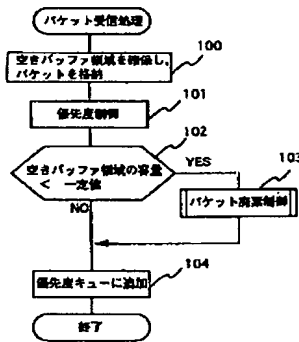 パケット受信処理
100
空きバッファ領域を確保し,
パケットを格納
101
優先度制御
102
空きバッファ領域の容量
< 一定値
YES
103
パケット廃棄制御
NO
104
優先度キューに追加
終了